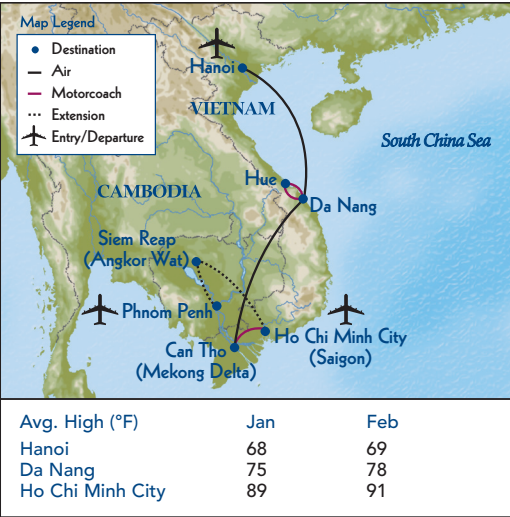 Map Legend
Destination
Air
Motorcoach
Extension
Entry/Departure
Hanoi
VIETNAM
South China Sea
Hue
Da Nang
CAMBODIA
Siem Reap
(Angkor Wat)
Phnom Penh
Ho Chi Minh City
(Saigon)
Can Tho
(Mekong Delta)
Avg. High (°F) Jan Feb
Hanoi 68 69
Da Nang 75 78
Ho Chi Minh City 89 91